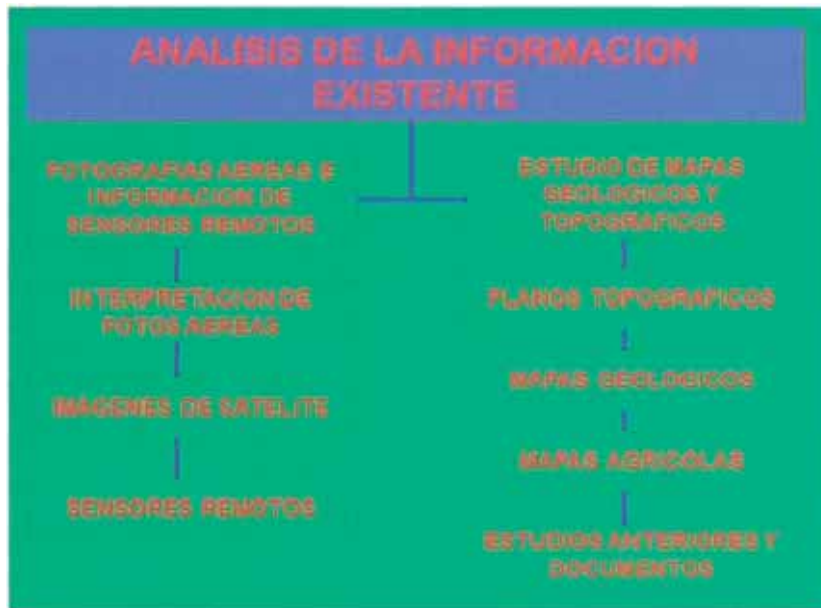 ANALISIS DE LA INFORMACION
EXISTENTE
FOTOGRAFIAS AEREAS E
INFORMACION DE
SENSORES REMOTOS
INTERPRETACION DE
FOTOS AEREAS
IMÁGENES DE SATELITE
SENSORES REMOTOS
ESTUDIO DE MAPAS
GEOLOGICOS Y
TOPOGRAFICOS
PLANOS TOPOGRAFICOS
MAPAS GEOLOGICOS
MAPAS AGRICOLAS
ESTUDIOS ANTERIORES Y
DOCUMENTOS